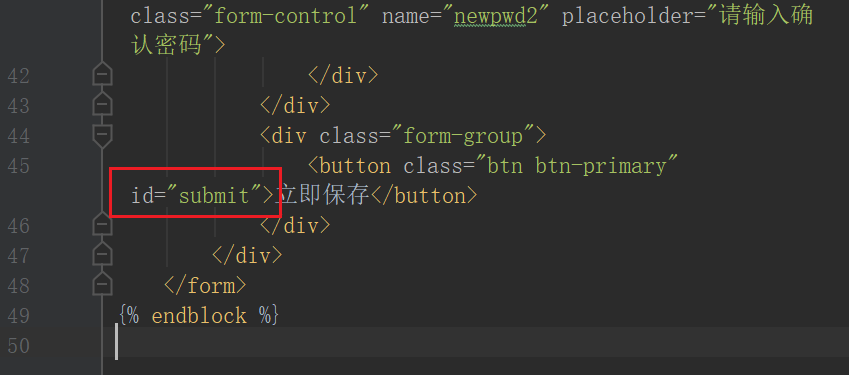 class="form-control" name="newpwd2" placeholder="请输入确
认密码">
42 </div>
43 </div>
44 <div class="form-group">
45 <button class="btn btn-primary"
id="submit">立即保存</button>
46 </div>
47 </div>
48 </form>
49 {% endblock %}
50